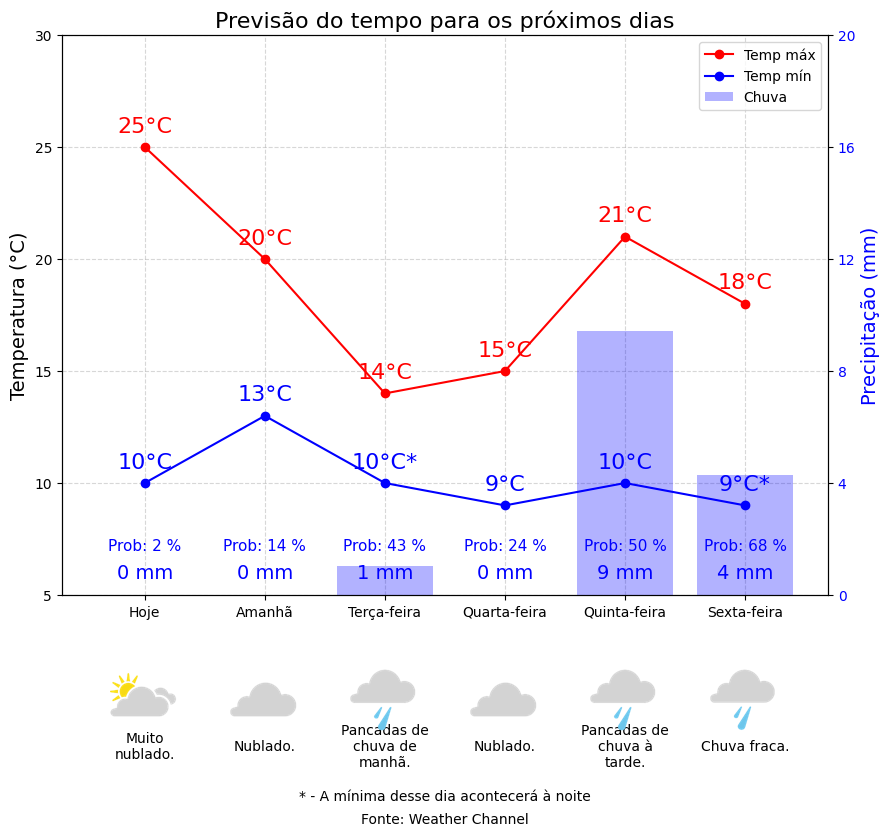 Previsão do tempo para os próximos dias
30
25
20
15
10
5
Temperatura (°C)
20
16
12
8
4
0
Precipitação (mm)
Temp máx
Temp mín
Chuva
25°C
20°C
14°C
15°C
21°C
18°C
10°C
13°C
10°C*
9°C
10°C
9°C*
Prob: 2 % Prob: 14 % Prob: 43 % Prob: 24 % Prob: 50 % Prob: 68 %
0 mm 0 mm 1 mm 0 mm 9 mm 4 mm
Hoje Amanhã Terça-feira Quarta-feira Quinta-feira Sexta-feira
Muito
nublado.
Nublado.
Pancadas de
chuva de
manhã.
Nublado.
Pancadas de
chuva à
tarde.
Chuva fraca.
* - A mínima desse dia acontecerá à noite
Fonte: Weather Channel